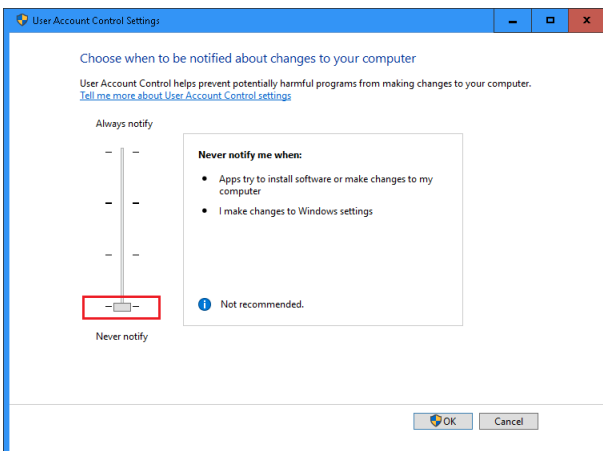 User Account Control Settings
Choose when to be notified about changes to your computer
User Account Control helps prevent potentially harmful programs from making changes to your computer.
Tell me more about User Account Control settings
Always notify
Never notify me when:
• Apps try to install software or make changes to my
computer
• I make changes to Windows settings
Not recommended.
Never notify
OK
Cancel